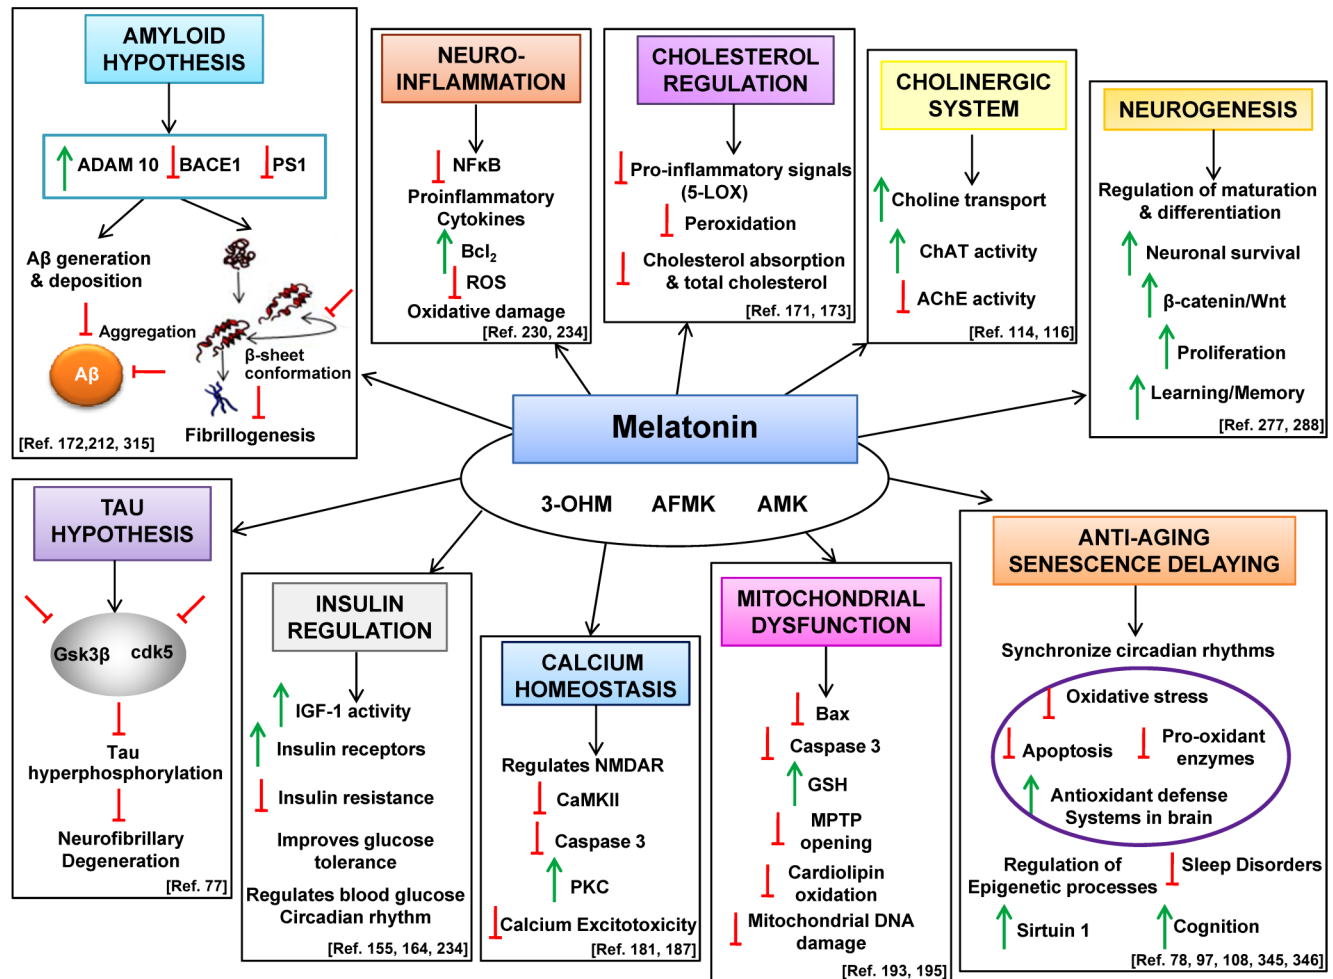 AMYLOID
HYPOTHESIS
ADAM 10
BACE1
PS1
Aβ generation
& deposition
Aggregation
Aβ
β-sheet
conformation
Fibrillogenesis
[Ref. 172,212, 315]
NEURO-
INFLAMMATION
NFκB
Proinflammatory
Cytokines
Bcl₂
ROS
Oxidative damage
[Ref. 230, 234]
CHOLESTEROL
REGULATION
Pro-inflammatory signals
(5-LOX)
Peroxidation
Cholesterol absorption
& total cholesterol
[Ref. 171, 173]
CHOLINERGIC
SYSTEM
Choline transport
ChAT activity
AChE activity
[Ref. 114, 116]
NEUROGENESIS
Regulation of maturation
& differentiation
Neuronal survival
β-catenin/Wnt
Proliferation
Learning/Memory
[Ref. 277, 288]
Melatonin
3-OHM AFMK AMK
TAU
HYPOTHESIS
Gsk3β cdk5
Tau
hyperphosphorylation
Neurofibrillary
Degeneration
[Ref. 77]
INSULIN
REGULATION
IGF-1 activity
Insulin receptors
Insulin resistance
Improves glucose
tolerance
Regulates blood glucose
Circadian rhythm
[Ref. 155, 164, 234]
CALCIUM
HOMEOSTASIS
Regulates NMDAR
CaMKII
Caspase 3
PKC
Calcium Excitotoxicity
[Ref. 181, 187]
MITOCHONDRIAL
DYSFUNCTION
Bax
Caspase 3
GSH
MPTP
opening
Cardiolipin
oxidation
Mitochondrial DNA
damage
[Ref. 193, 195]
ANTI-AGING
SENESCENCE DELAYING
Synchronize circadian rhythms
Oxidative stress
Apoptosis
Pro-oxidant
enzymes
Antioxidant defense
Systems in brain
Regulation of
Epigenetic processes
Sleep Disorders
Sirtuin 1
Cognition
[Ref. 78, 97, 108, 345, 346]